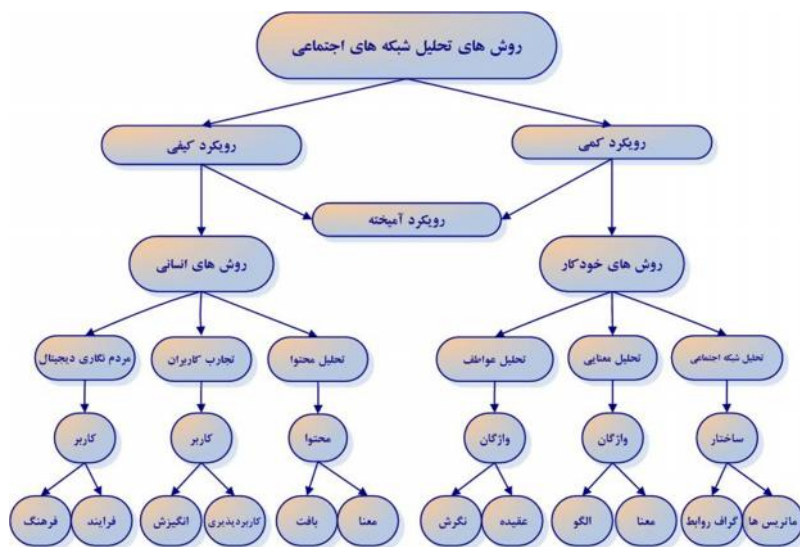 روش های تحلیل شبکه های اجتماعی
رویکرد کمی
رویکرد کیفی
رویکرد آمیخته
روش های خودکار
روش های انسانی
تحلیل شبکه اجتماعی
تحلیل معنایی
تحلیل عواطف
تحلیل محتوا
تجارب کاربران
مردم نگاری دیجیتال
ساختار
واژگان
واژگان
محتوا
کاربر
کاربر
ماتریس ها
گراف روابط
معنا
الگو
عقیده
نگرش
معنا
بافت
کاربردپذیری
انگیزش
فرایند
فرهنگ